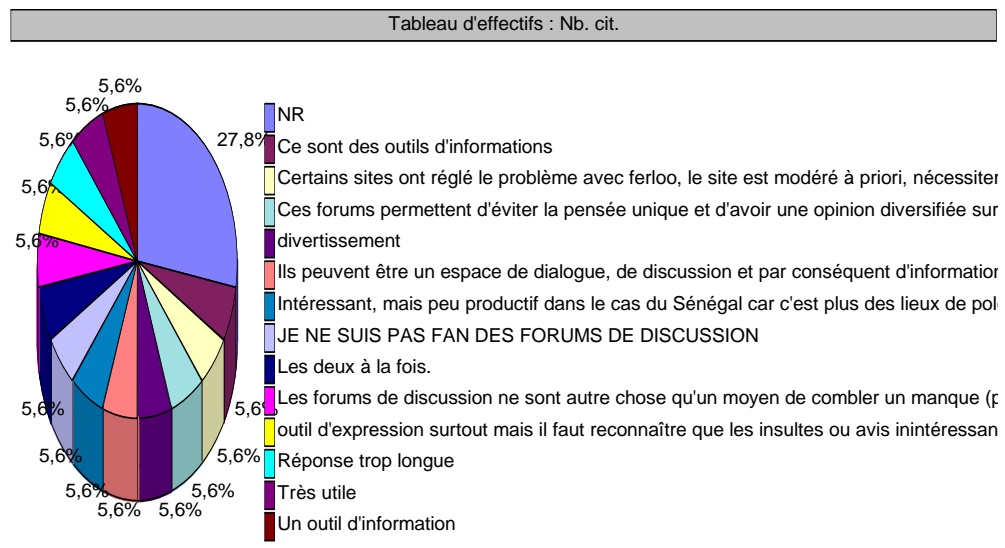 Tableau d'effectifs : Nb. cit.
5,6%
5,6%
5,6%
27,8%
5,6%
5,6%
5,6%
5,6%
5,6%
5,6%
5,6%
5,6%
5,6%
5,6%
NR
Ce sont des outils d'informations
Certains sites ont réglé le problème avec ferloo, le site est modéré à priori, nécessiter
Ces forums permettent d'éviter la pensée unique et d'avoir une opinion diversifiée sur
divertissement
Ils peuvent être un espace de dialogue, de discussion et par conséquent d'information
Intéressant, mais peu productif dans le cas du Sénégal car c'est plus des lieux de
JE NE SUIS PAS FAN DES FORUMS DE DISCUSSION
Les deux à la fois.
Les forums de discussion ne sont autre chose qu'un moyen de combler un manque
outil d'expression surtout mais il faut reconnaître que les insultes ou avis
Réponse trop longue
Très utile
Un outil d'information